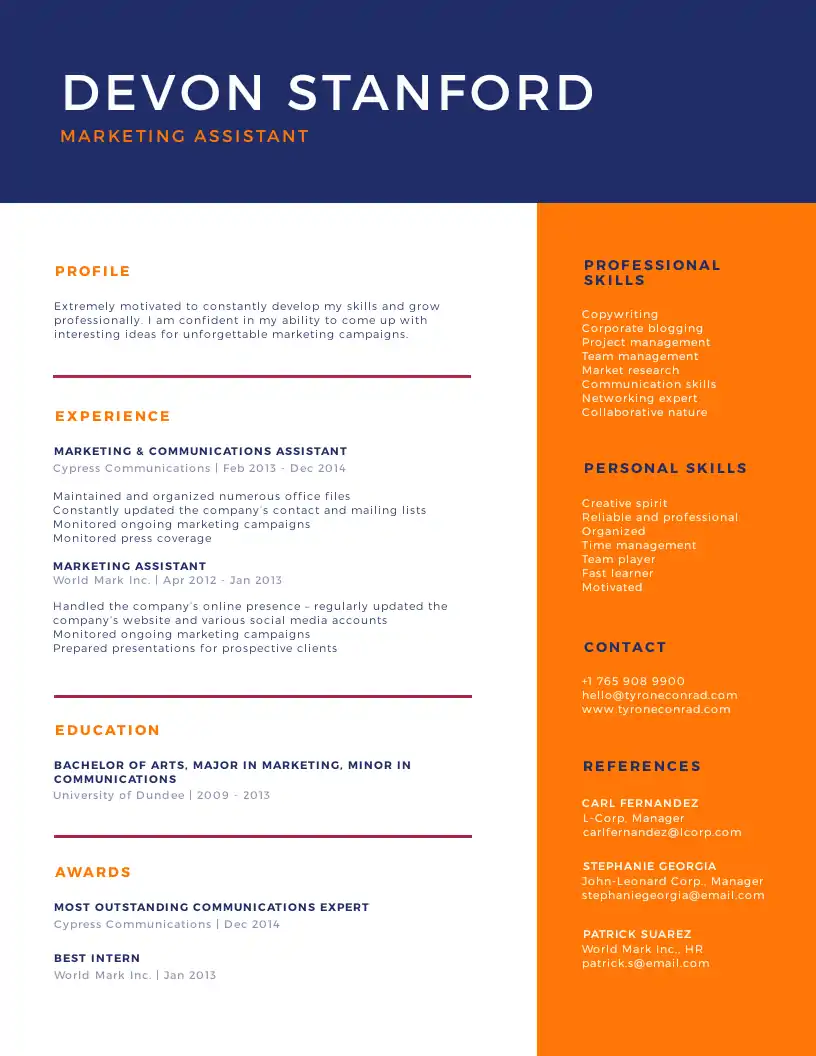 DEVON STANFORD
MARKETING ASSISTANT
PROFILE
Extremely motivated to constantly develop my skills and grow
professionally. I am confident in my ability to come up with
interesting ideas for unforgettable marketing campaigns.
EXPERIENCE
MARKETING & COMMUNICATIONS ASSISTANT
Cypress Communications | Feb 2013 - Dec 2014
Maintained and organized numerous office files
Constantly updated the company's contact and mailing lists
Monitored ongoing marketing campaigns
Monitored press coverage
MARKETING ASSISTANT
World Mark Inc. | Apr 2012 - Jan 2013
Handled the company's online presence – regularly updated the
company's website and various social media accounts
Monitored ongoing marketing campaigns
Prepared presentations for prospective clients
EDUCATION
BACHELOR OF ARTS, MAJOR IN MARKETING, MINOR IN
COMMUNICATIONS
University of Dundee | 2009 - 2013
AWARDS
MOST OUTSTANDING COMMUNICATIONS EXPERT
Cypress Communications | Dec 2014
BEST INTERN
World Mark Inc. | Jan 2013
PROFESSIONAL
SKILLS
Copywriting
Corporate blogging
Project management
Team management
Market research
Communication skills
Networking expert
Collaborative nature
PERSONAL SKILLS
Creative spirit
Reliable and professional
Organized
Time management
Team player
Fast learner
Motivated
CONTACT
+1 765 908 9900
hello@tyroneconrad.com
www.tyroneconrad.com
REFERENCES
CARL FERNANDEZ
L-Corp, Manager
carlfernandez@lcorp.com
STEPHANIE GEORGIA
John-Leonard Corp., Manager
stephaniegeorgia@email.com
PATRICK SUAREZ
World Mark Inc., HR
patrick.s@email.com